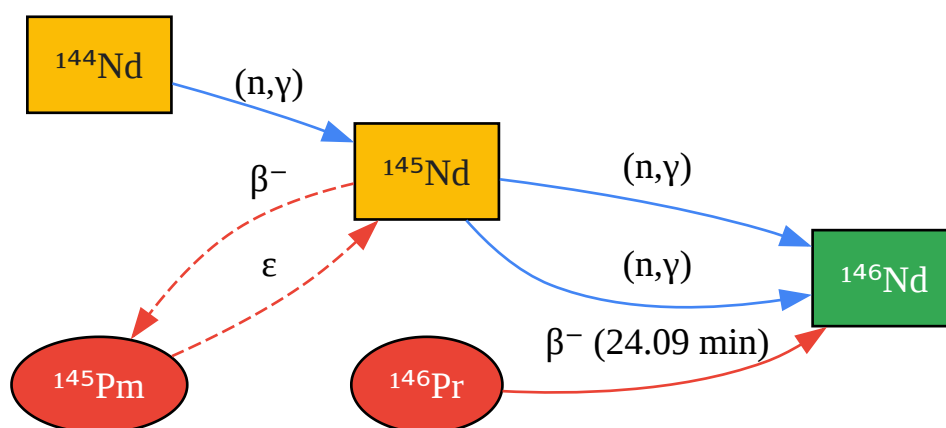 ¹⁴⁴Nd
(n,γ)
¹⁴⁵Nd
β⁻
(n,γ)
ε
(n,γ)
¹⁴⁶Nd
β⁻ (24.09 min)
¹⁴⁵Pm
¹⁴⁶Pr